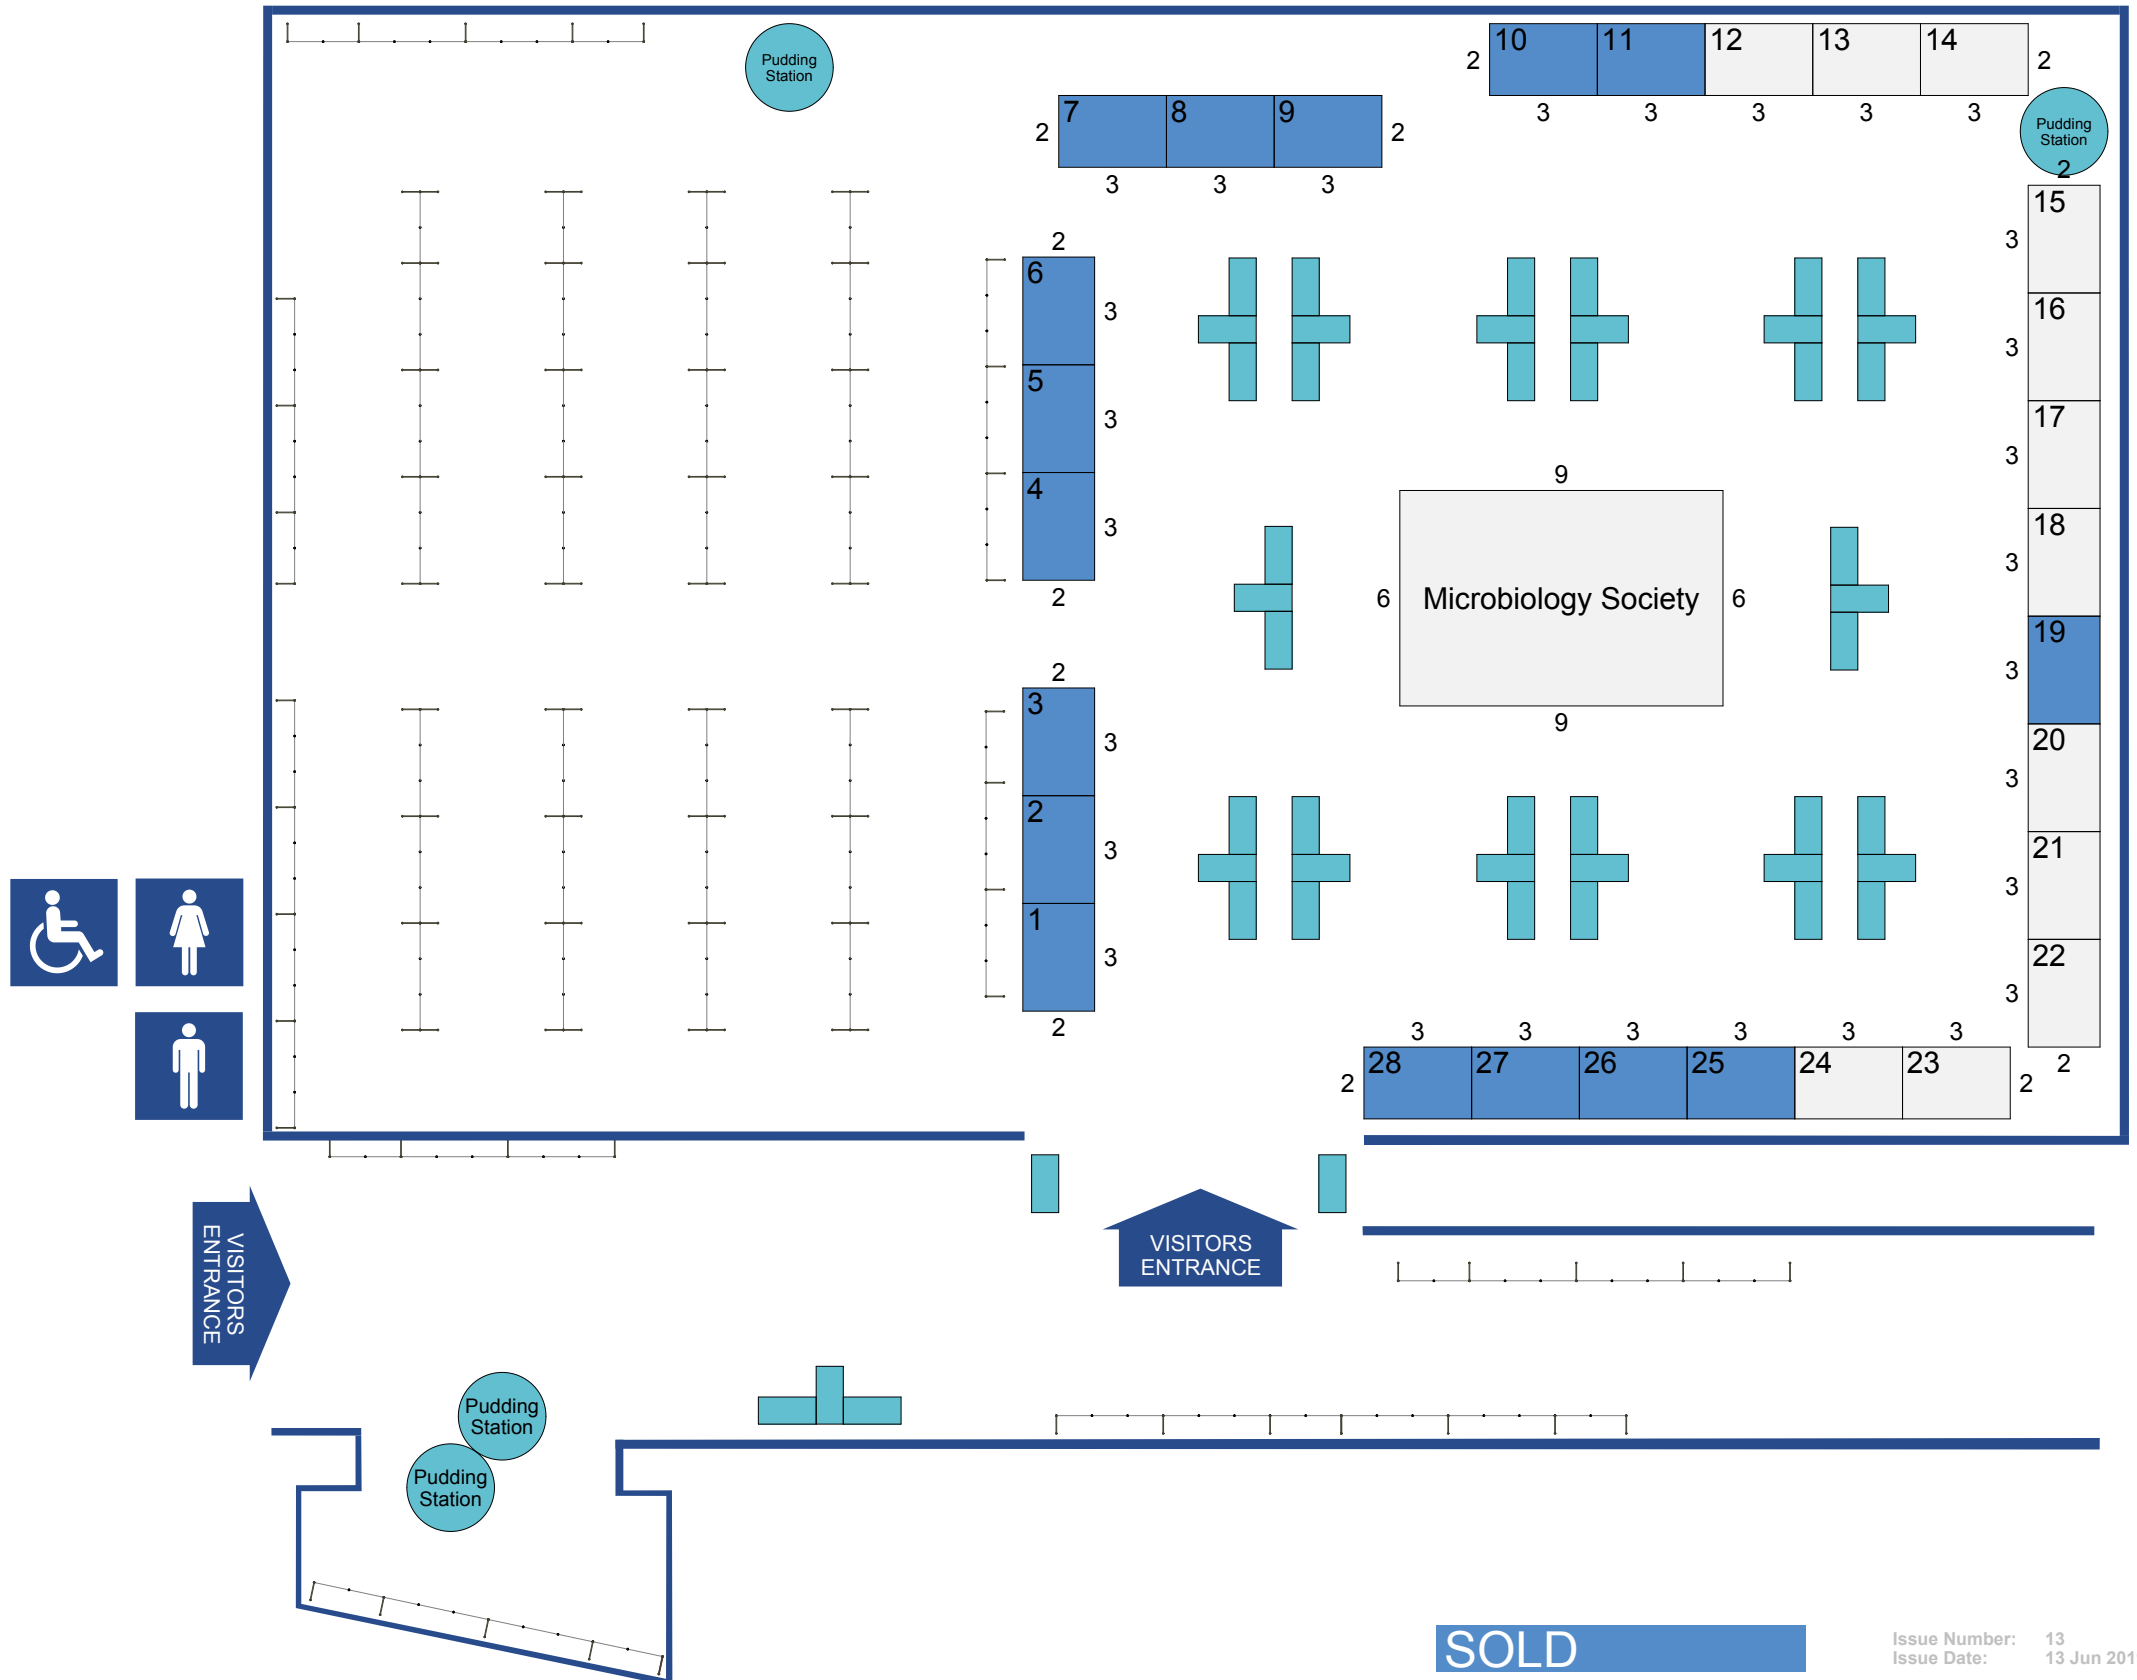 Pudding
Station
10 11 12 13 14
2 2
3 3 3 3 3
7 8 9
2 2
3 3 3
Pudding
Station
2
15
3
2
6
3
16
3
5
3
17
3
4
3
2
9
6 Microbiology Society 6
9
18
3
19
3
2
3
3
20
3
2
3
21
3
1
3
2
22
3
3 3 3 3 3 3
28 27 26 25 24 23
2 2
2
VISITORS
ENTRANCE
VISITORS
ENTRANCE
Pudding
Station
Pudding
Station
SOLD
Issue Number: 13
Issue Date: 13 Jun 201